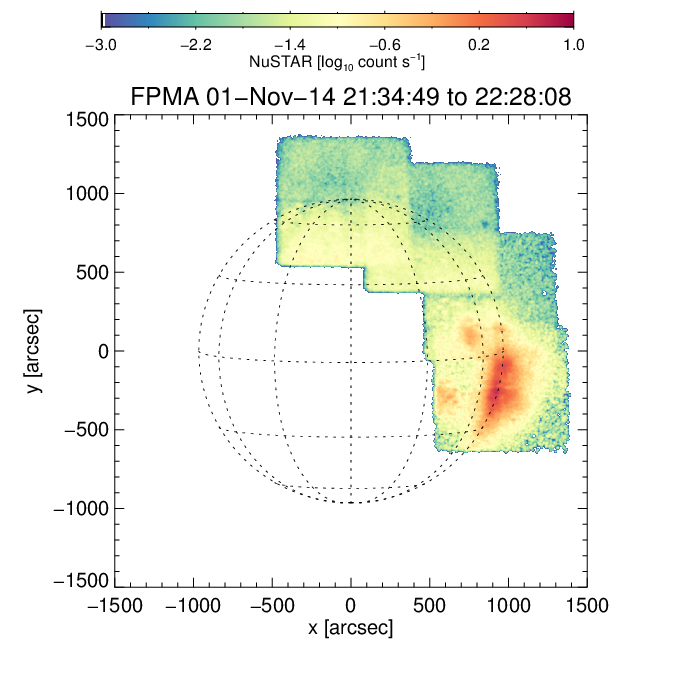 −3.0 −2.2 −1.4 −0.6 0.2 1.0
NuSTAR [log₁₀ count s⁻¹]
FPMA 01−Nov−14 21:34:49 to 22:28:08
1500
1000
500
0
−500
−1000
−1500
y [arcsec]
−1500 −1000 −500 0 500 1000 1500
x [arcsec]